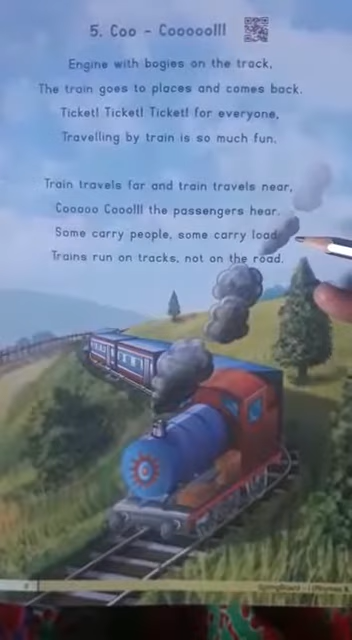 5. Coo - Cooooo!!!
Engine with bogies on the track,
The train goes to places and comes back.
Ticket! Ticket! Ticket! for everyone,
Travelling by train is so much fun.
Train travels far and train travels near,
Cooooo Cooo!!! the passengers hear.
Some carry people, some carry load
Trains run on tracks, not on the road.